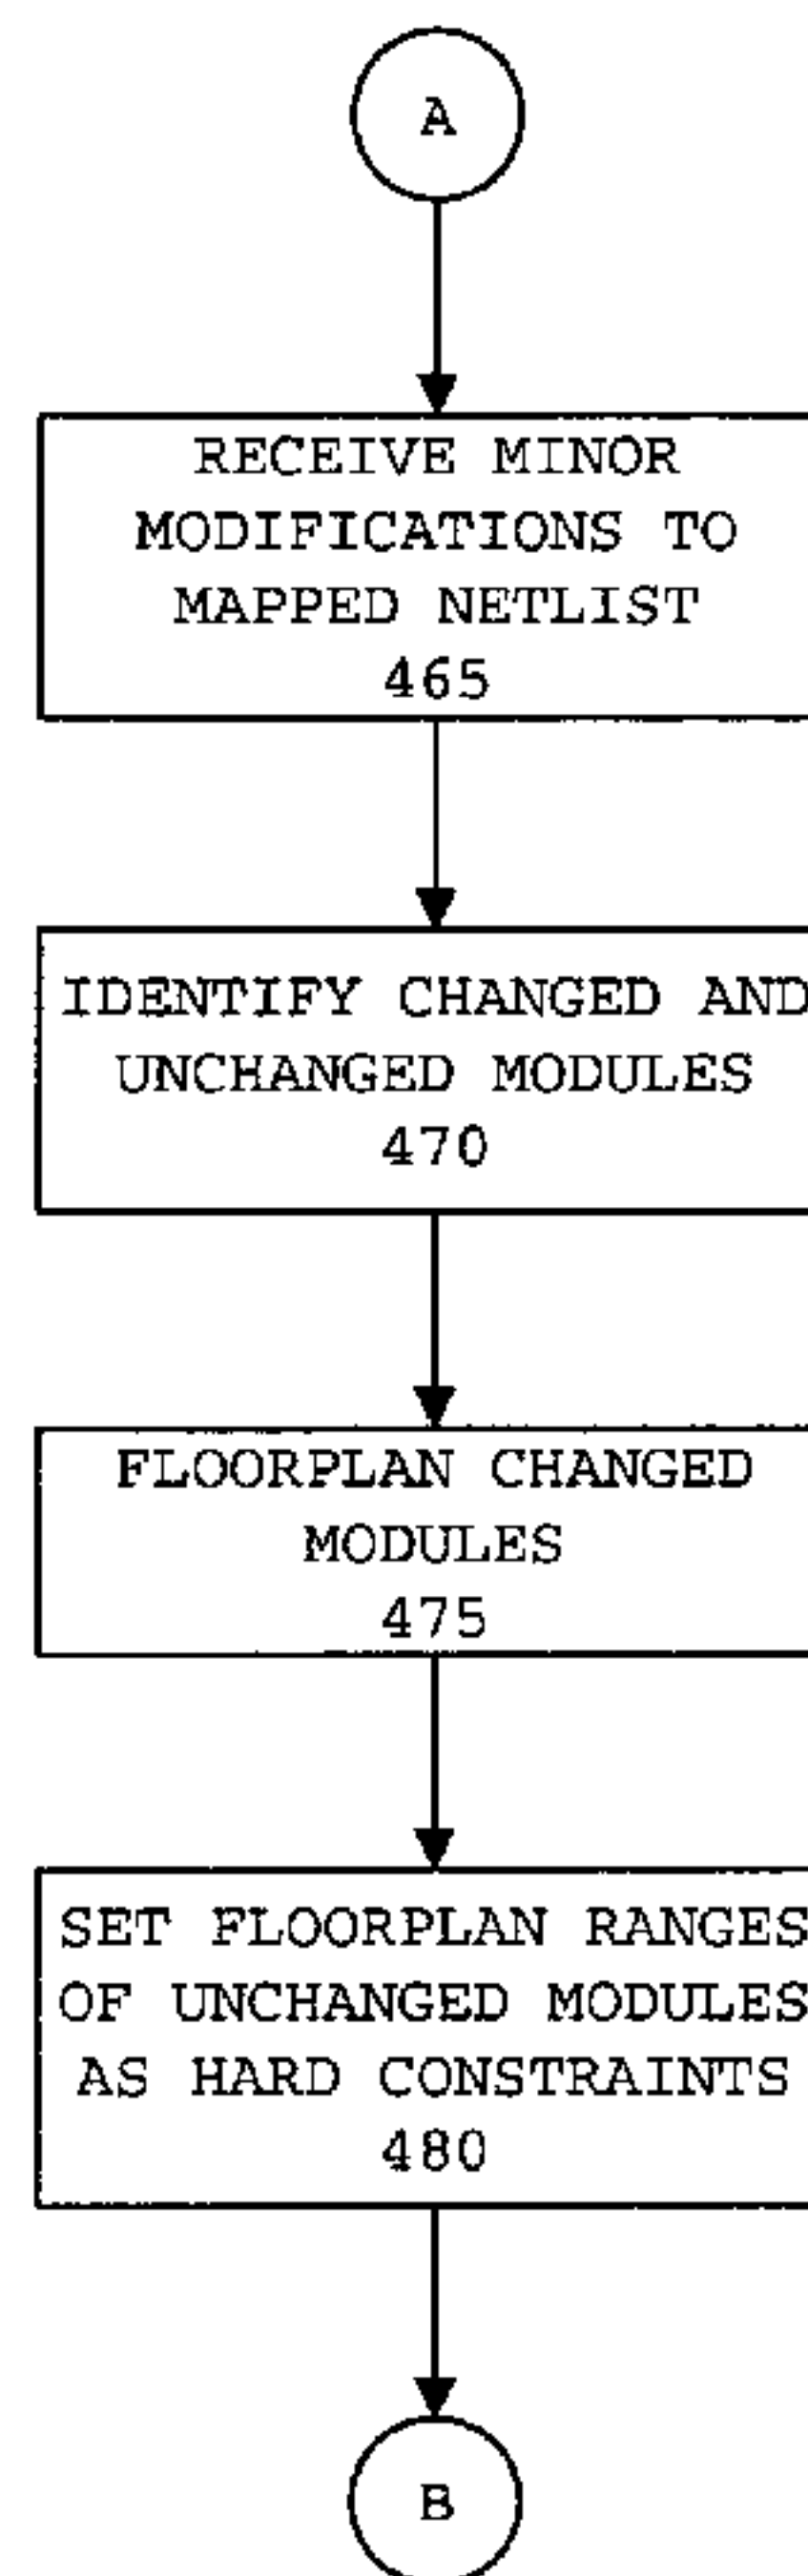 A
RECEIVE MINOR
MODIFICATIONS TO
MAPPED NETLIST
465
IDENTIFY CHANGED AND
UNCHANGED MODULES
470
FLOORPLAN CHANGED
MODULES
475
SET FLOORPLAN RANGES
OF UNCHANGED MODULES
AS HARD CONSTRAINTS
480
B